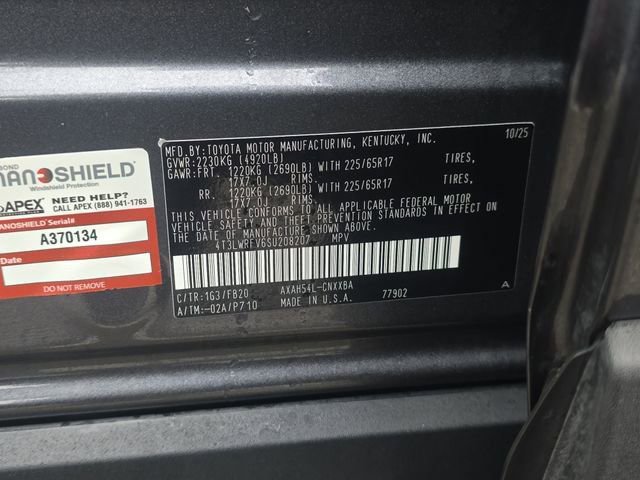 BOND
NANOSHIELD
Windshield Protection
APEX NEED HELP?
CALL APEX (888) 941-1763
NANOSHIELD Serial#
A370134
MFD.BY:TOYOTA MOTOR MANUFACTURING, KENTUCKY, INC. 10/25
GVWR:2230KG (4920LB)
GAWR:FRT. 1220KG (2690LB) WITH 225/65R17 TIRES,
17X7.0J RIMS.
RR. 1220KG (2690LB) WITH 225/65R17 TIRES,
17X7.0J RIMS.
THIS VEHICLE CONFORMS TO ALL APPLICABLE FEDERAL MOTOR
VEHICLE SAFETY AND THEFT PREVENTION STANDARDS IN EFFECT ON
THE DATE OF MANUFACTURE SHOWN ABOVE.
4T3LWRFV6SU208207 MPV
C/TR:1G3/FB20 AXAH54L-CNXXBA A
A/TM:-02A/P710 MADE IN U.S.A. 77902